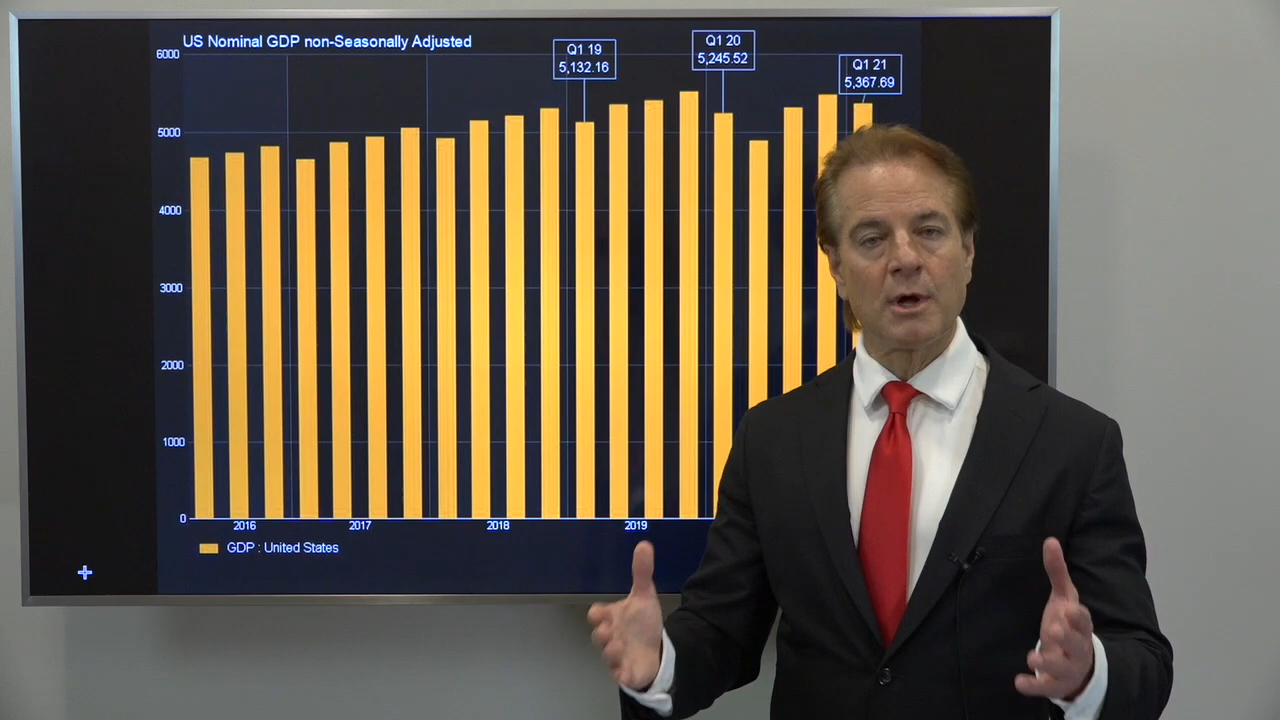 US Nominal GDP non-Seasonally Adjusted
Q1 19
5,132.16
Q1 20
5,245.52
Q1 21
5,367.69
6000
5000
4000
3000
2000
1000
0
2016
2017
2018
2019
GDP : United States